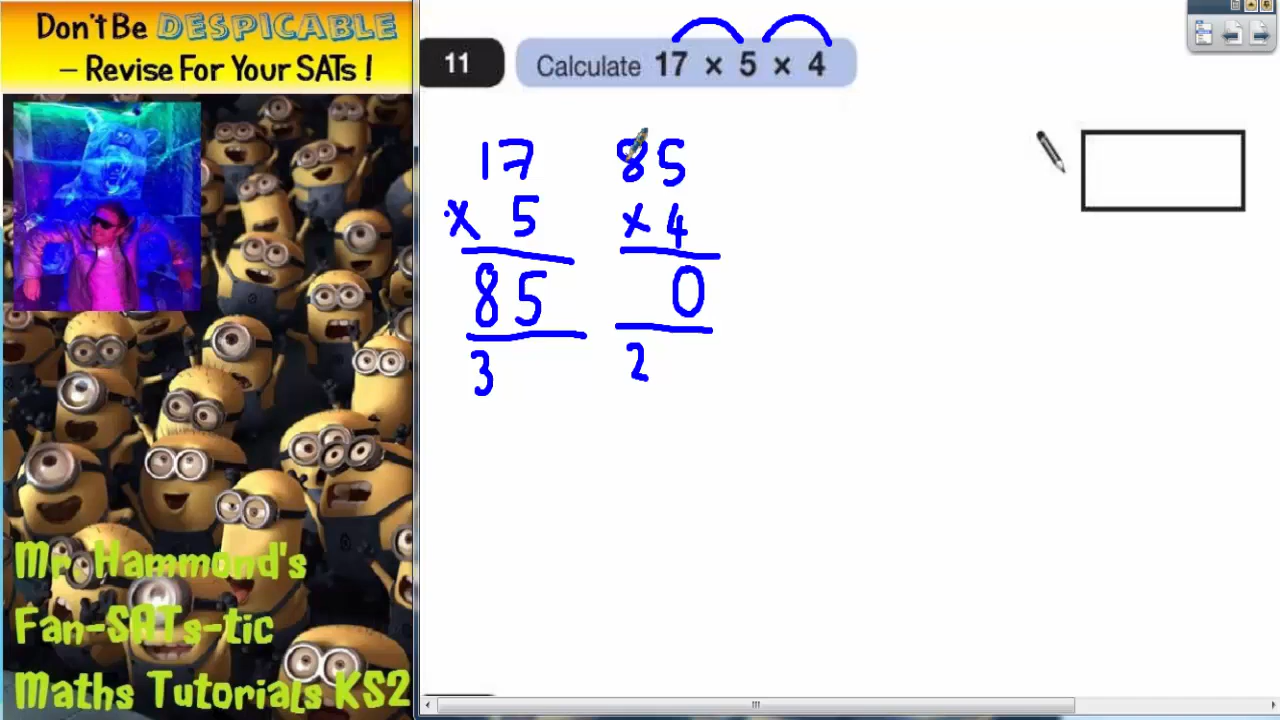 Don't Be DESPICABLE
– Revise For Your SATs !
11
Calculate 17 × 5 × 4
17
× 5
85
3
85
× 4
0
2
Mr. Hammond's
Fan-SATs-tic
Maths Tutorials KS2